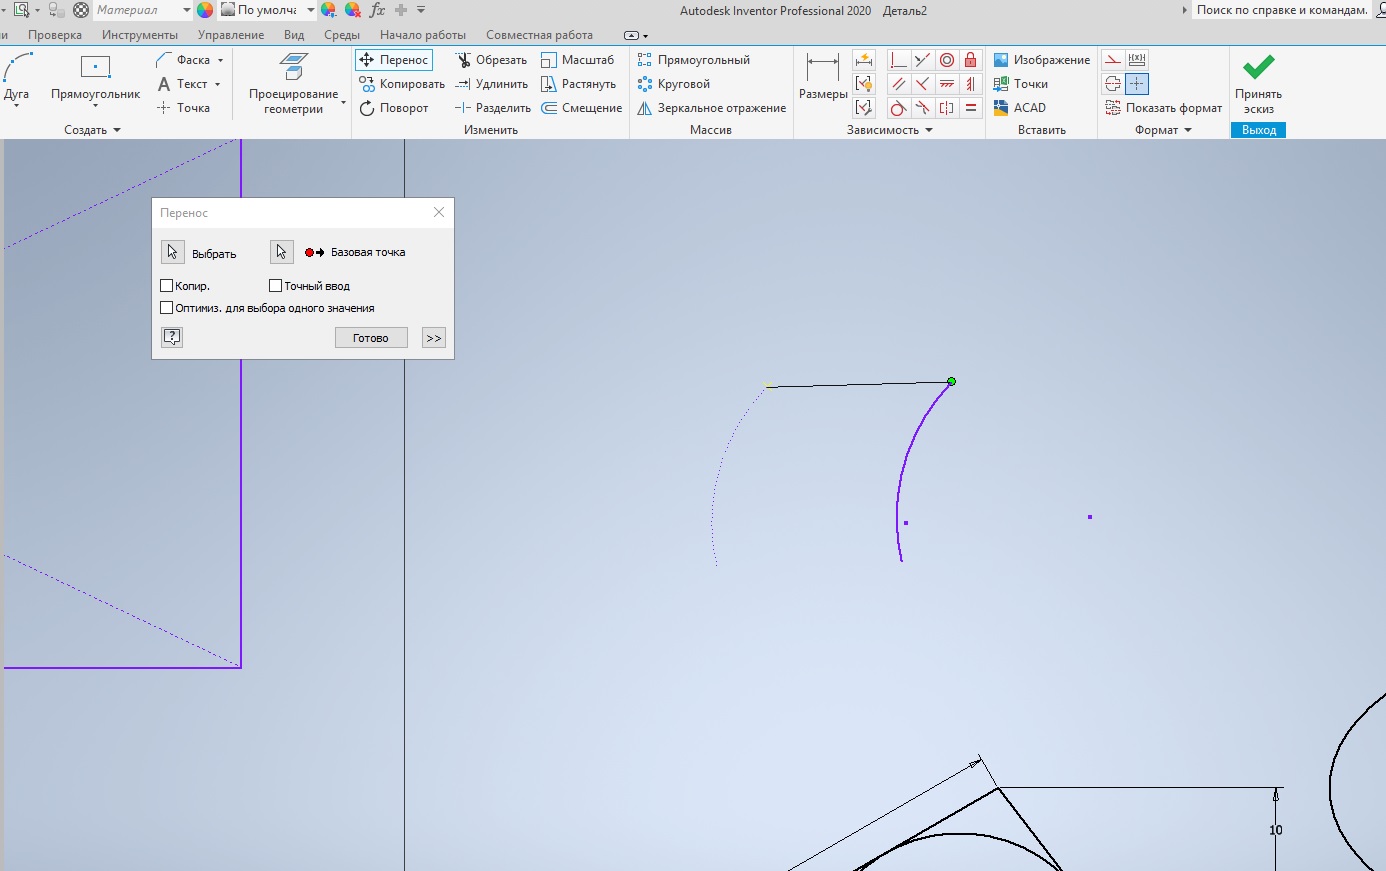 Материал
По умолча
fx
Autodesk Inventor Professional 2020 Деталь2
Поиск по справке и командам.
Проверка Инструменты Управление Вид Среды Начало работы Совместная работа
Дуга
Прямоугольник
Фаска
Текст
Точка
Создать
Проецирование
геометрии
Перенос Обрезать Масштаб
Копировать Удлинить Растянуть
Поворот Разделить Смещение
Изменить
Прямоугольный
Круговой
Зеркальное отражение
Массив
Размеры
Зависимость
Изображение
Точки
ACAD
Вставить
Показать формат
Формат
Принять
эскиз
Выход
Перенос
Выбрать Базовая точка
Копир. Точный ввод
Оптимиз. для выбора одного значения
Готово >>
10